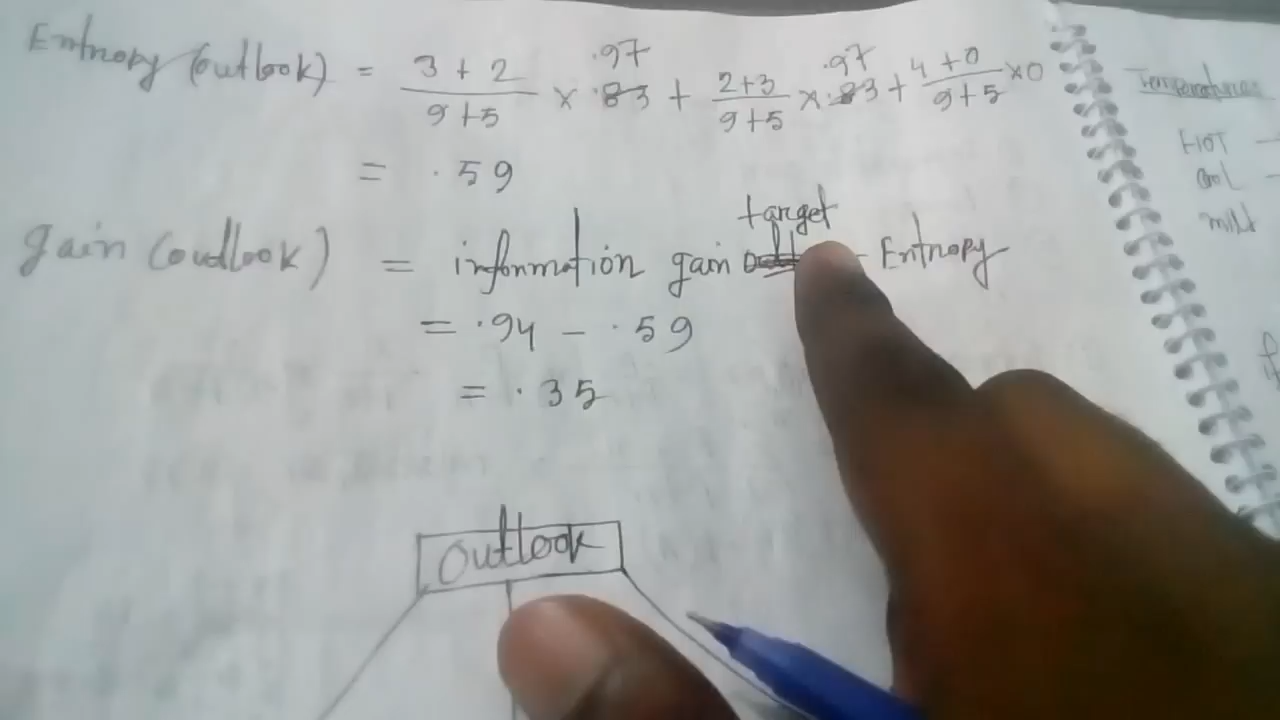 Entropy (outlook) = 3 + 2 / 9 + 5 × .97 + 2+3 / 9+5 × .97 + 4+0 / 9+5 × 0
= .59
gain (outlook) = information gain target - Entropy
= .94 - .59
= .35
outlook
Temperature
HOT -
Cool -
mild